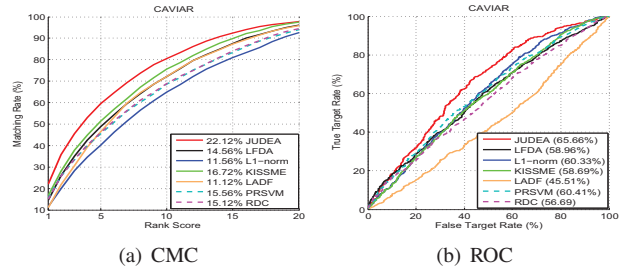 CAVIAR
Matching Rate (%)
100
90
80
70
60
50
40
30
20
10
1
5
10
15
20
Rank Score
22.12% JUDEA
14.56% LFDA
11.56% L1-norm
16.72% KISSME
11.12% LADF
15.56% PRSVM
15.12% RDC
(a) CMC
CAVIAR
True Target Rate (%)
100
80
60
40
20
0
0
20
40
60
80
100
False Target Rate (%)
JUDEA (65.66%)
LFDA (58.96%)
L1-norm (60.33%)
KISSME (58.69%)
LADF (45.51%)
PRSVM (60.41%)
RDC (56.69)
(b) ROC